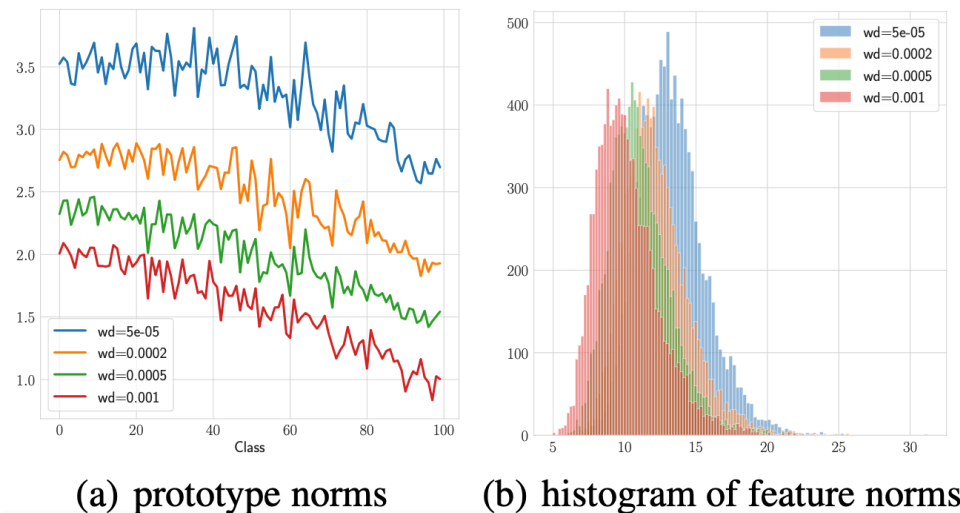 3.5
3.0
2.5
2.0
1.5
1.0
wd=5e-05
wd=0.0002
wd=0.0005
wd=0.001
0 20 40 60 80 100
Class
(a) prototype norms
500
400
300
200
100
0
wd=5e-05
wd=0.0002
wd=0.0005
wd=0.001
5 10 15 20 25 30
(b) histogram of feature norms